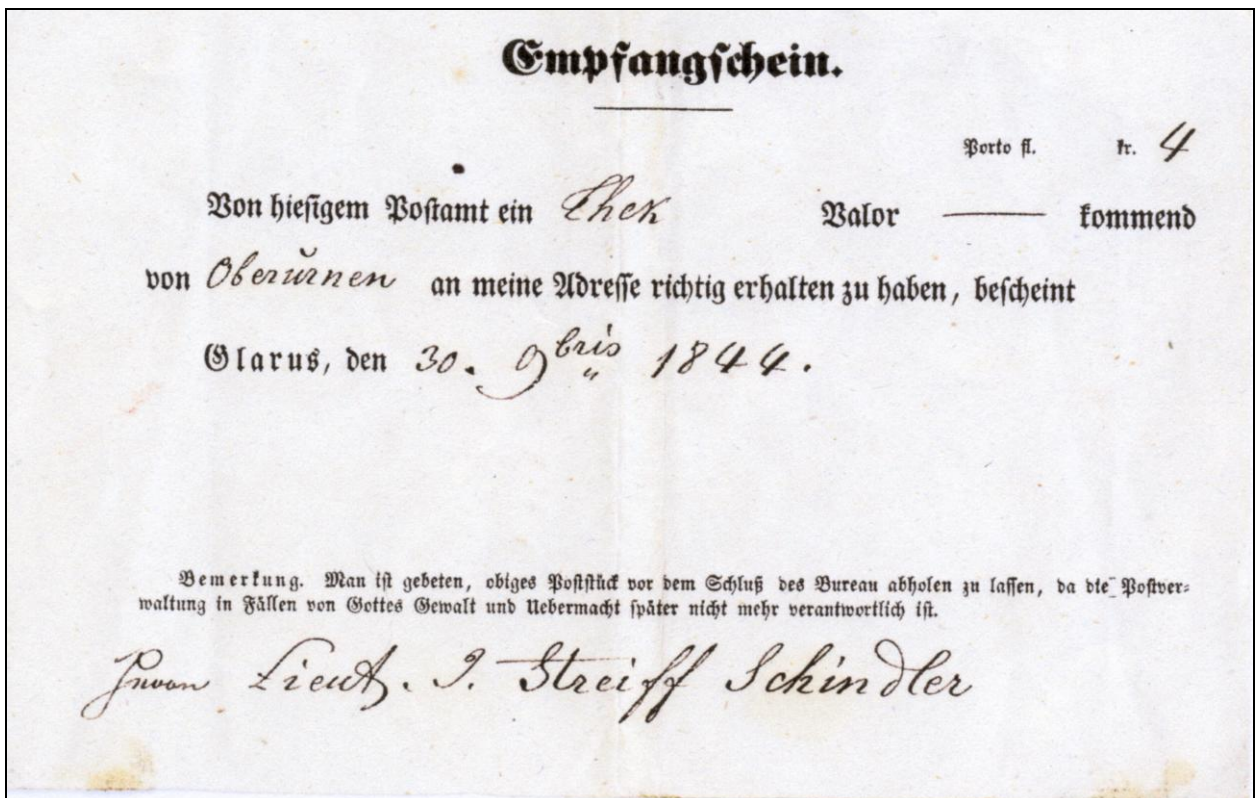 Empfangschein.
Porto fl. kr. 4
Von hiesigem Postamt ein Thek Valor — kommend
von Oberurnen an meine Adresse richtig erhalten zu haben, bescheint
Glarus, den 30. 9bris 1844.
Bemerkung. Man ist gebeten, obiges Poststück vor dem Schluß des Bureau abholen zu lassen, da die Postver-
waltung in Fällen von Gottes Gewalt und Uebermacht später nicht mehr verantwortlich ist.
Herrn Lieut. J. Streiff Schindler